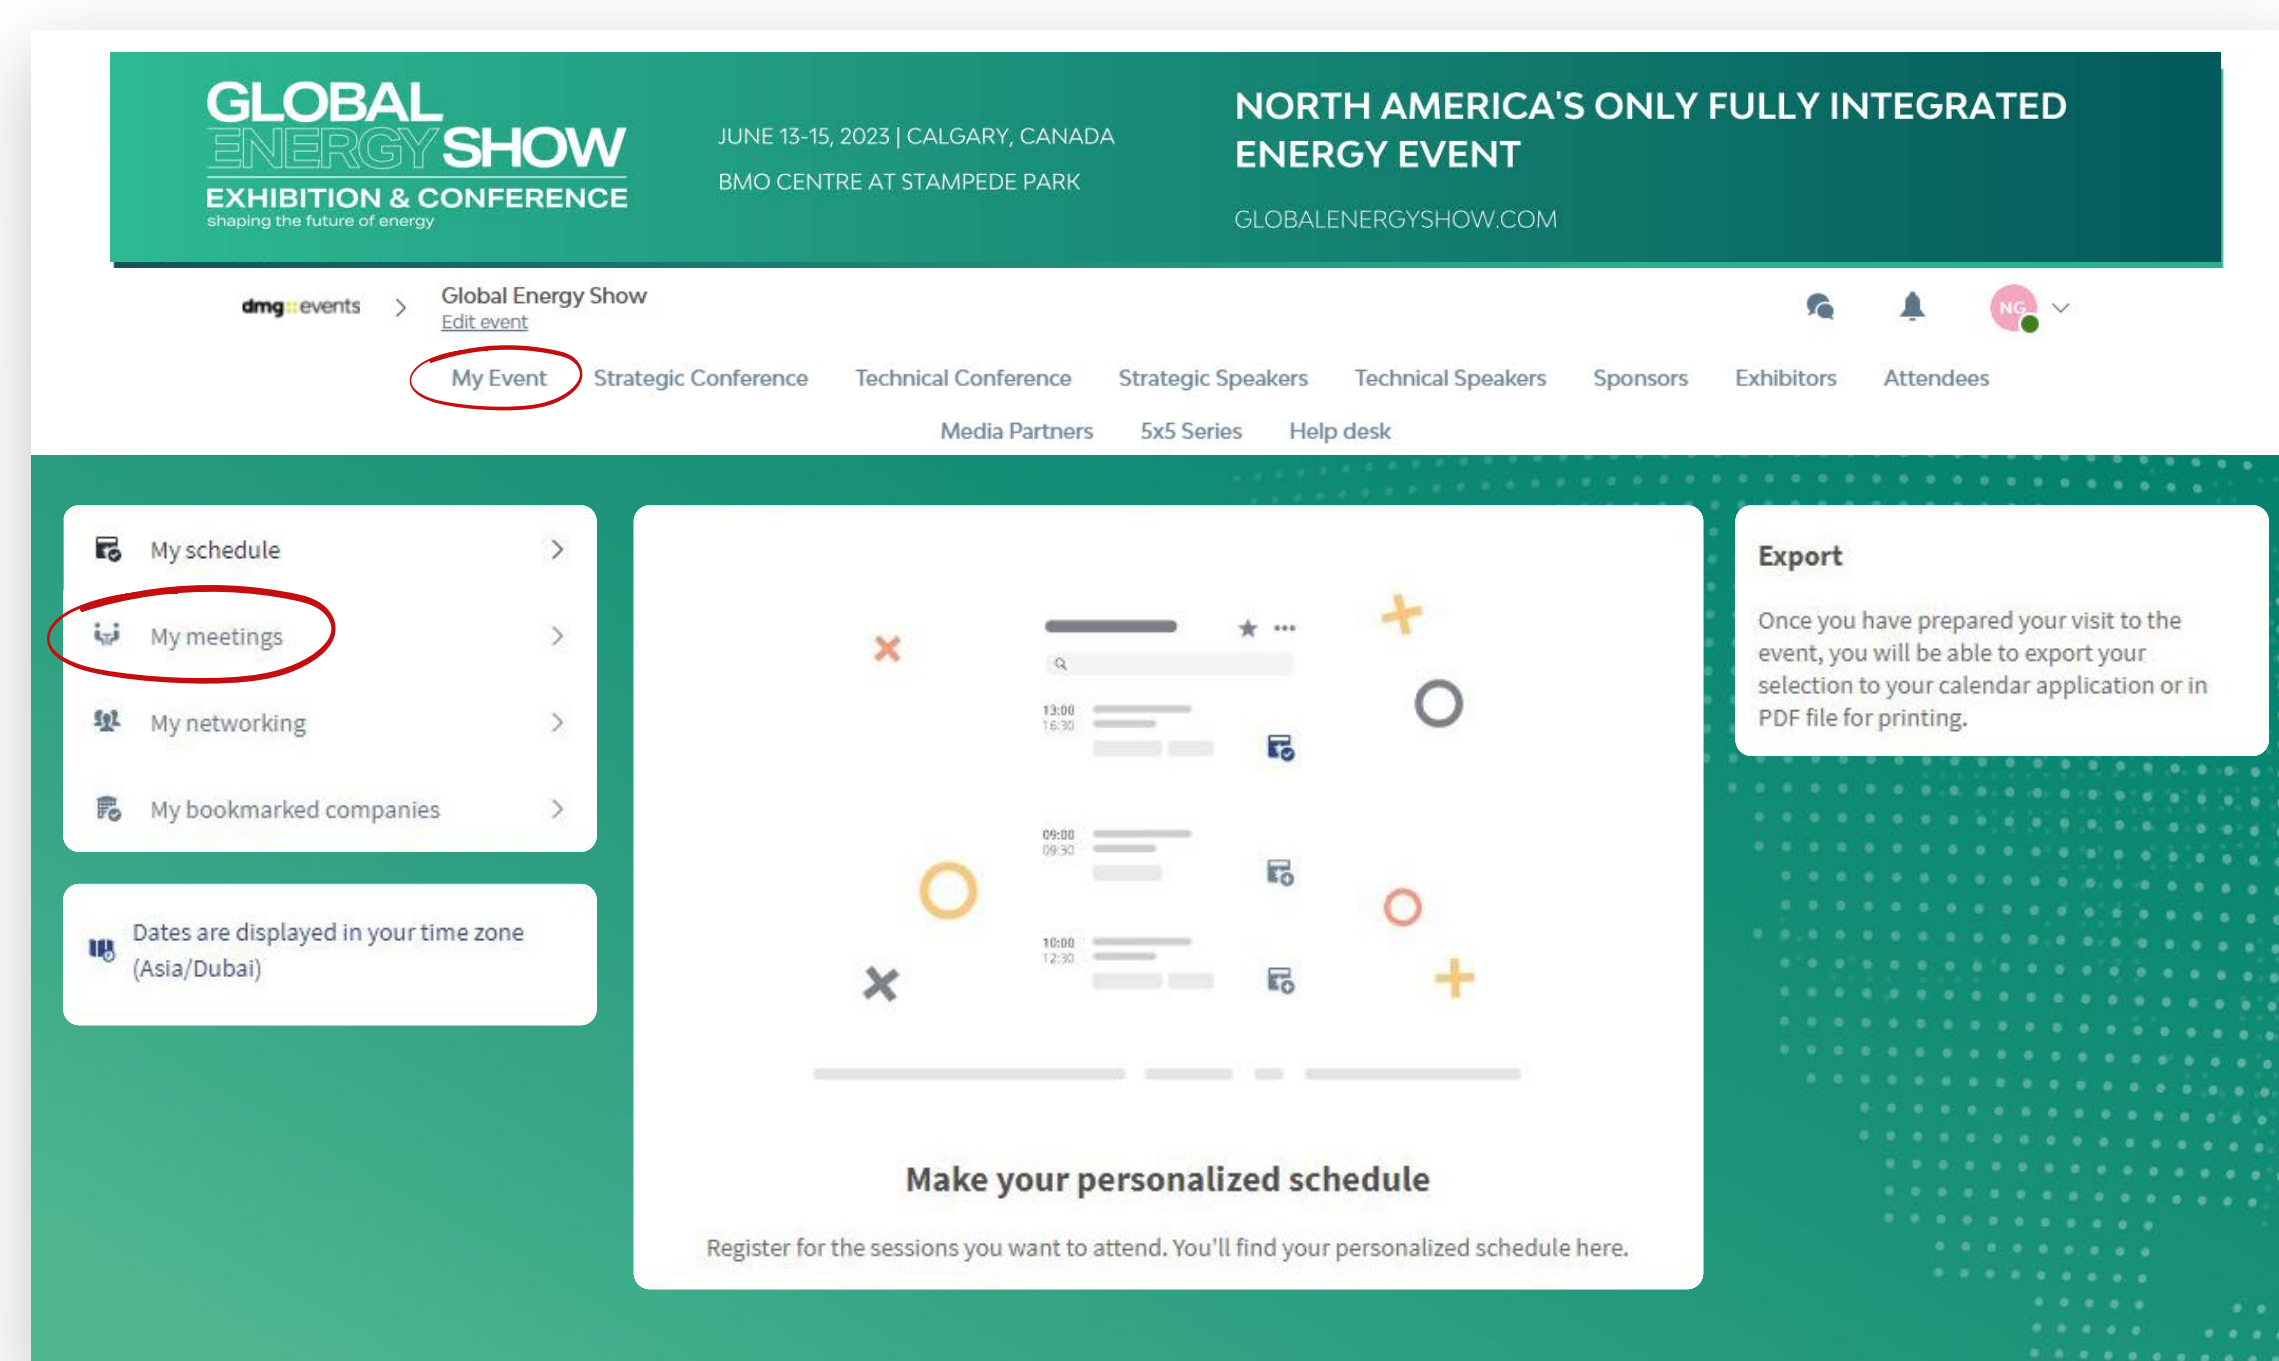 GLOBAL
ENERGY SHOW
EXHIBITION & CONFERENCE
shaping the future of energy
JUNE 13-15, 2023 | CALGARY, CANADA
BMO CENTRE AT STAMPEDE PARK
NORTH AMERICA'S ONLY FULLY INTEGRATED
ENERGY EVENT
GLOBALENERGYSHOW.COM
dmg::events
Global Energy Show
Edit event
NG
My Event Strategic Conference Technical Conference Strategic Speakers Technical Speakers Sponsors Exhibitors Attendees
Media Partners 5x5 Series Help desk
My schedule
My meetings
My networking
My bookmarked companies
Dates are displayed in your time zone
(Asia/Dubai)
13:00
16:30
09:00
09:30
10:00
12:30
Make your personalized schedule
Register for the sessions you want to attend. You'll find your personalized schedule here.
Export
Once you have prepared your visit to the
event, you will be able to export your
selection to your calendar application or in
PDF file for printing.